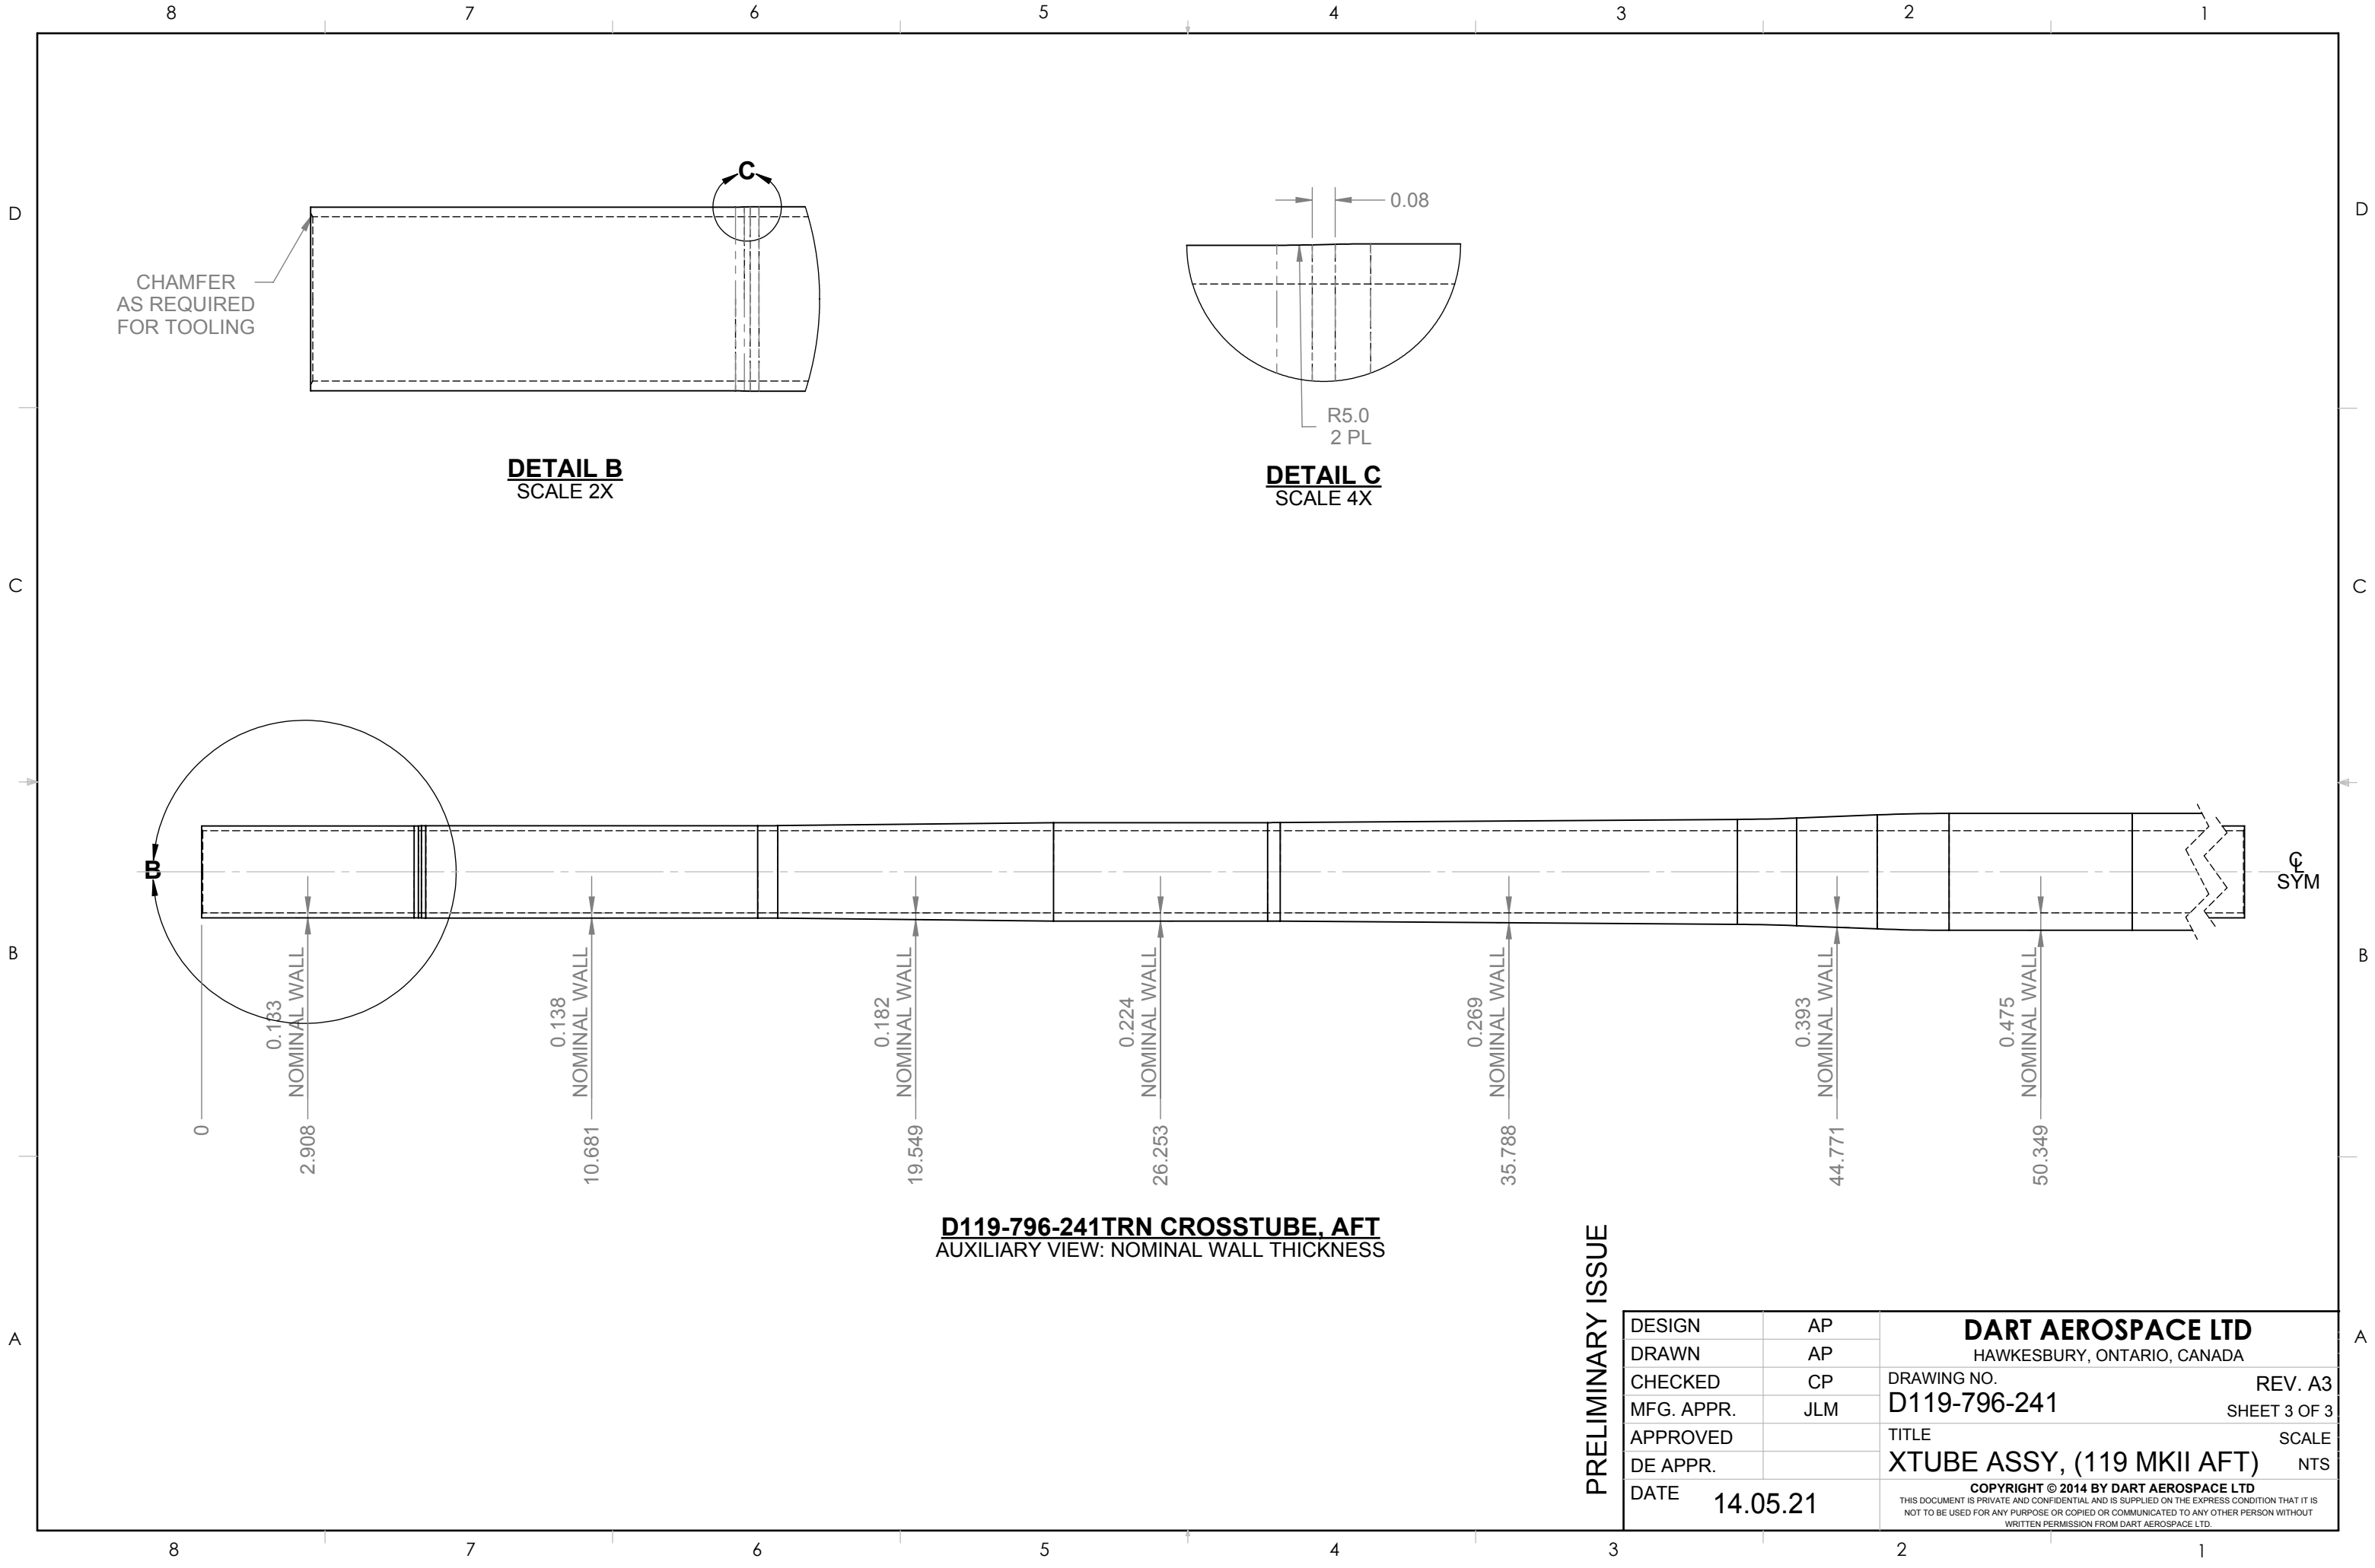 8 7 6 5 4 3 2 1
D
D
C
0.08
CHAMFER
AS REQUIRED
FOR TOOLING
R5.0
2 PL
DETAIL B
SCALE 2X
DETAIL C
SCALE 4X
C
C
B
℄
SYM
B
B
0.133
NOMINAL WALL
0.138
NOMINAL WALL
0.182
NOMINAL WALL
0.224
NOMINAL WALL
0.269
NOMINAL WALL
0.393
NOMINAL WALL
0.475
NOMINAL WALL
0
2.908
10.681
19.549
26.253
35.788
44.771
50.349
D119-796-241TRN CROSSTUBE, AFT
AUXILIARY VIEW: NOMINAL WALL THICKNESS
PRELIMINARY ISSUE
A
A
DESIGN AP
DRAWN AP
CHECKED CP
MFG. APPR. JLM
APPROVED
DE APPR.
DATE 14.05.21
DART AEROSPACE LTD
HAWKESBURY, ONTARIO, CANADA
DRAWING NO.
D119-796-241
REV. A3
SHEET 3 OF 3
TITLE
XTUBE ASSY, (119 MKII AFT)
SCALE
NTS
COPYRIGHT © 2014 BY DART AEROSPACE LTD
THIS DOCUMENT IS PRIVATE AND CONFIDENTIAL AND IS SUPPLIED ON THE EXPRESS CONDITION THAT IT IS
NOT TO BE USED FOR ANY PURPOSE OR COPIED OR COMMUNICATED TO ANY OTHER PERSON WITHOUT
WRITTEN PERMISSION FROM DART AEROSPACE LTD.
8 7 6 5 4 3 2 1